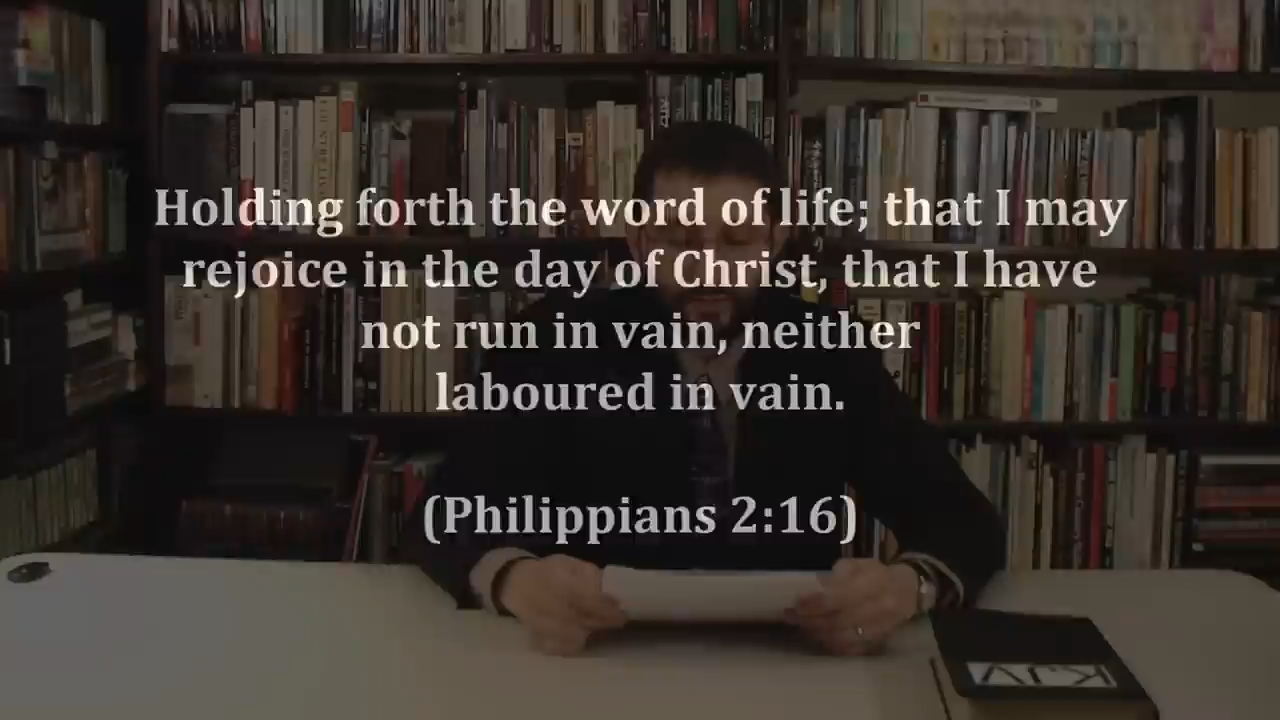 Holding forth the word of life; that I may
rejoice in the day of Christ, that I have
not run in vain, neither
laboured in vain.
(Philippians 2:16)
KJV